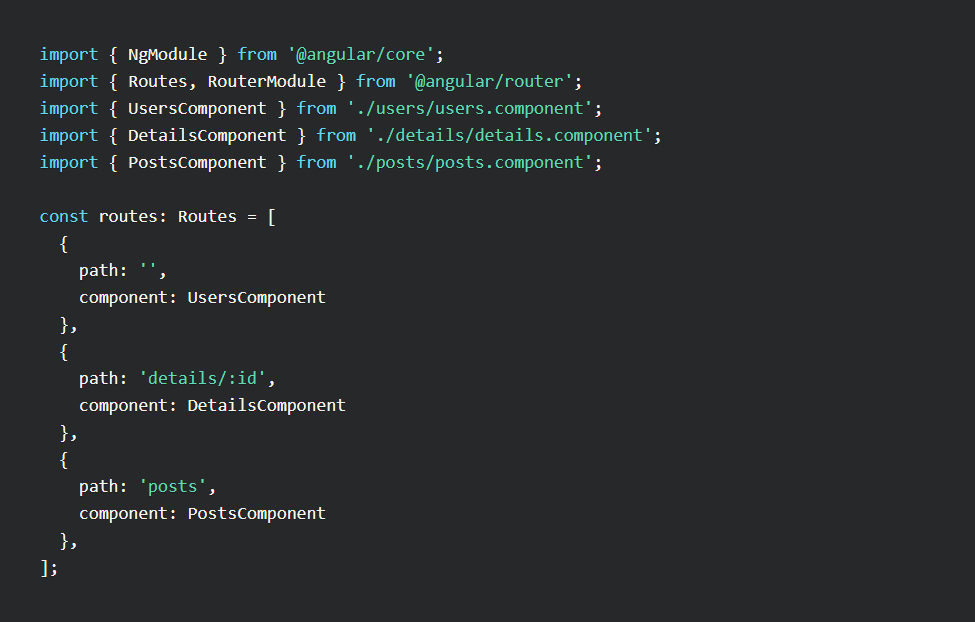 import { NgModule } from '@angular/core';
import { Routes, RouterModule } from '@angular/router';
import { UsersComponent } from './users/users.component';
import { DetailsComponent } from './details/details.component';
import { PostsComponent } from './posts/posts.component';

const routes: Routes = [
  {
    path: '',
    component: UsersComponent
  },
  {
    path: 'details/:id',
    component: DetailsComponent
  },
  {
    path: 'posts',
    component: PostsComponent
  },
];